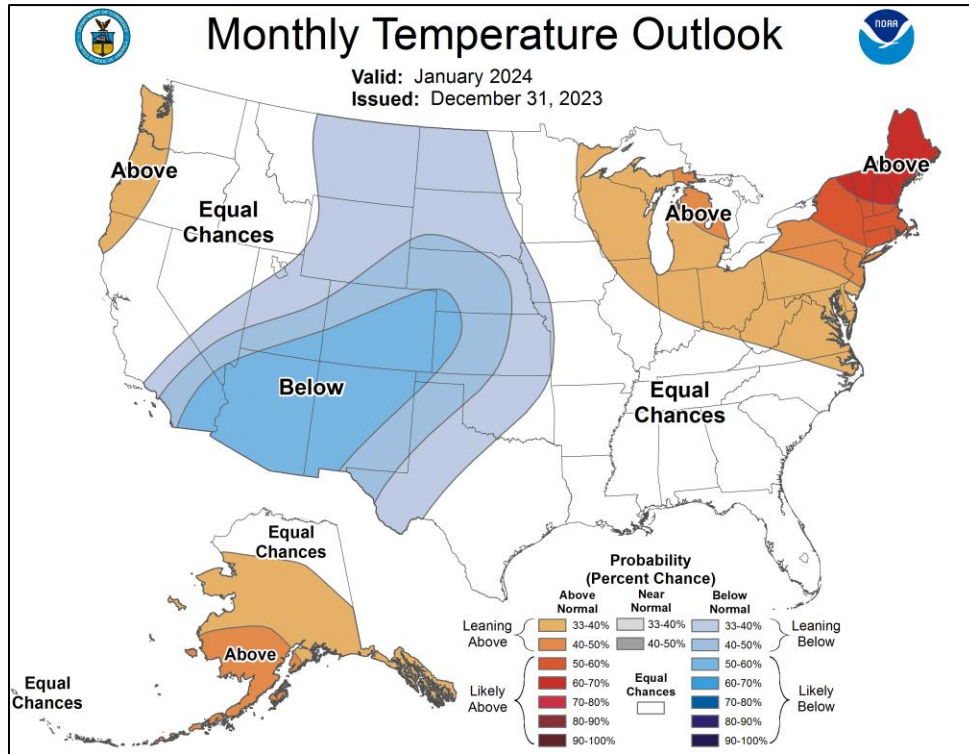 Monthly Temperature Outlook
NOAA
Valid: January 2024
Issued: December 31, 2023
Above
Equal
Chances
Above
Above
Below
Equal
Chances
Equal
Chances
Above
Equal
Chances
Probability
(Percent Chance)
Above
Normal
Near
Normal
Below
Normal
Leaning
Above
33-40%
40-50%
33-40%
40-50%
33-40%
40-50%
Leaning
Below
Likely
Above
50-60%
60-70%
70-80%
80-90%
90-100%
Equal
Chances
50-60%
60-70%
70-80%
80-90%
90-100%
Likely
Below